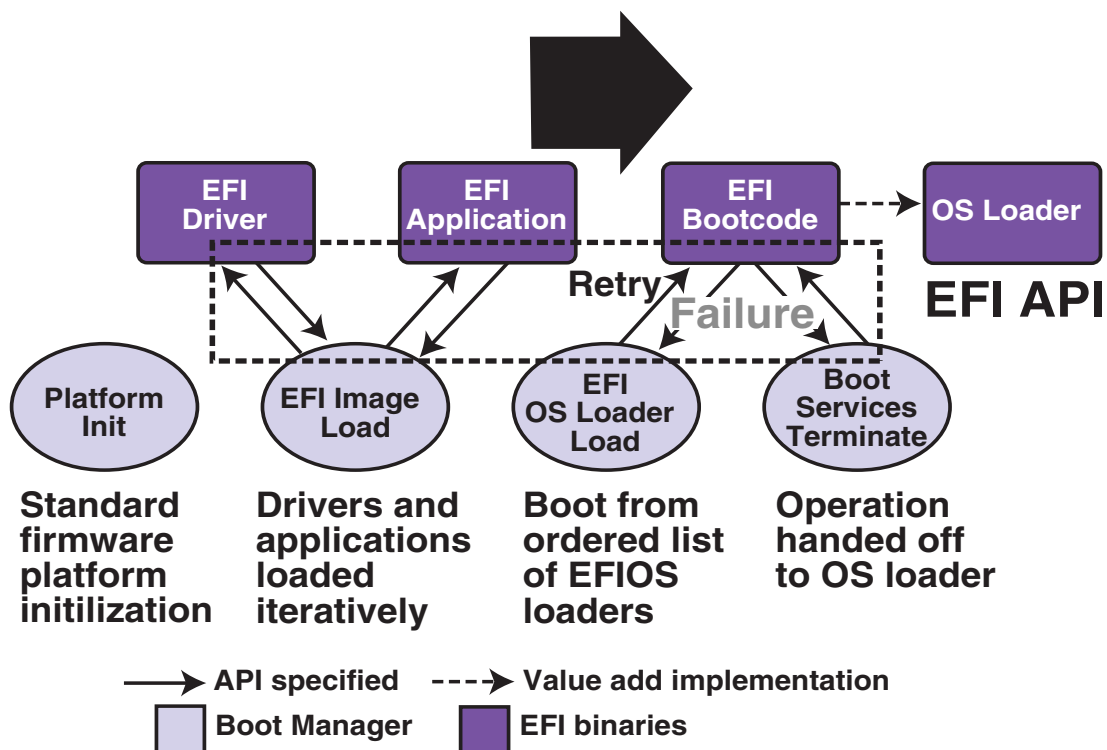 EFI
Driver
EFI
Application
EFI
Bootcode
OS Loader
EFI API
Retry
Failure
Platform
Init
EFI Image
Load
EFI
OS Loader
Load
Boot
Services
Terminate
Standard
firmware
platform
initilization
Drivers and
applications
loaded
iteratively
Boot from
ordered list
of EFIOS
loaders
Operation
handed off
to OS loader
API specified
Value add implementation
Boot Manager
EFI binaries